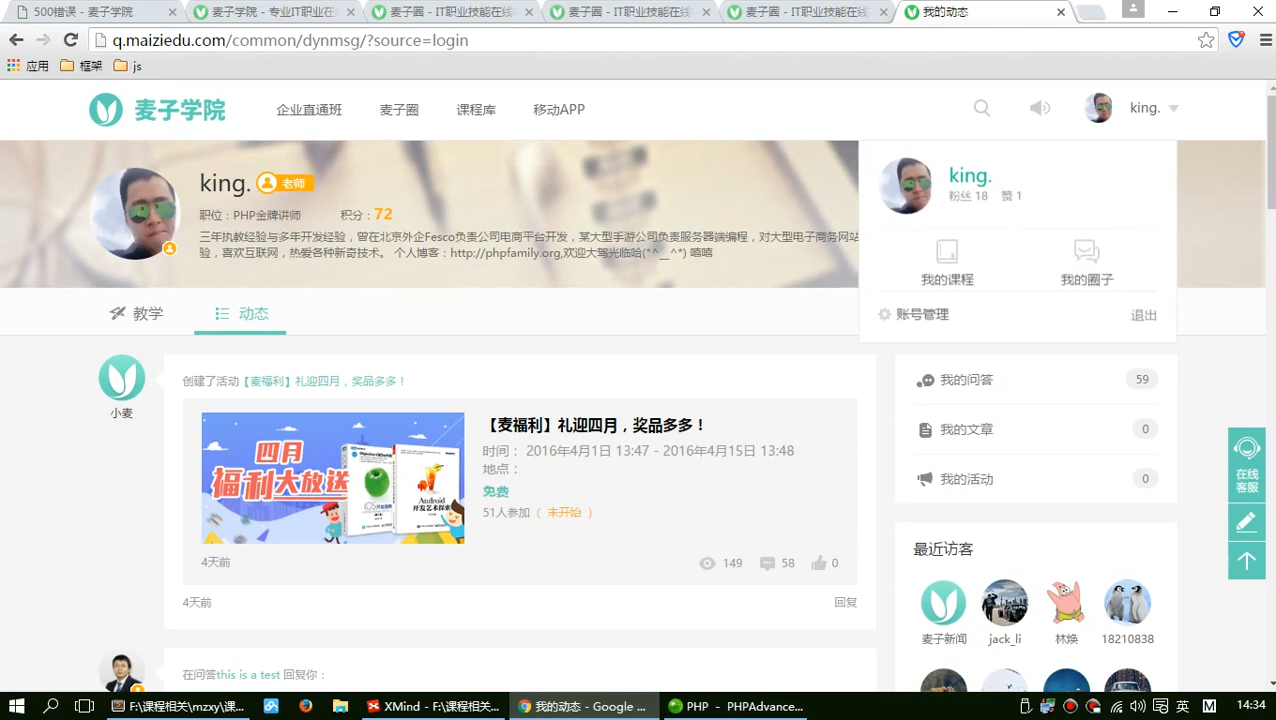 500错误 - 麦子学院
麦子学院 - 专业IT职业在
麦子圈 - IT职业技能在线
麦子圈 - IT职业技能在线
麦子圈 - IT职业技能在
我的动态
q.maiziedu.com/common/dynmsg/?source=login
应用
框架
js
麦子学院
企业直通班
麦子圈
课程库
移动APP
king.
king.
老师
king.
粉丝 18 赞 1
职位:PHP金牌讲师
积分:72
三年执教经验与多年开发经验,曾在北京外企Fesco负责公司电商平台开发,某大型手游公司负责服务器端编程,对大型电子商务网站
验,喜欢互联网,热爱各种新奇技术。 个人博客:http://phpfamily.org,欢迎大驾光临哈(*^__^*) 嘻嘻
我的课程
我的圈子
账号管理
退出
教学
动态
小麦
创建了活动【麦福利】礼迎四月,奖品多多!
四月
福利大放送
Android
开发艺术探索
【麦福利】礼迎四月,奖品多多!
时间: 2016年4月1日 13:47 - 2016年4月15日 13:48
地点:
免费
51人参加 ( 未开始 )
4天前
149
58
0
4天前
回复
在问答this is a test 回复你:
我的问答
59
我的文章
0
我的活动
0
在线
客服
最近访客
麦子新闻
jack_li
林焕
18210838
F:\课程相关\mzxy\课...
XMind - F:\课程相关...
我的动态 - Google ...
PHP - PHPAdvance...
英
M
14:34